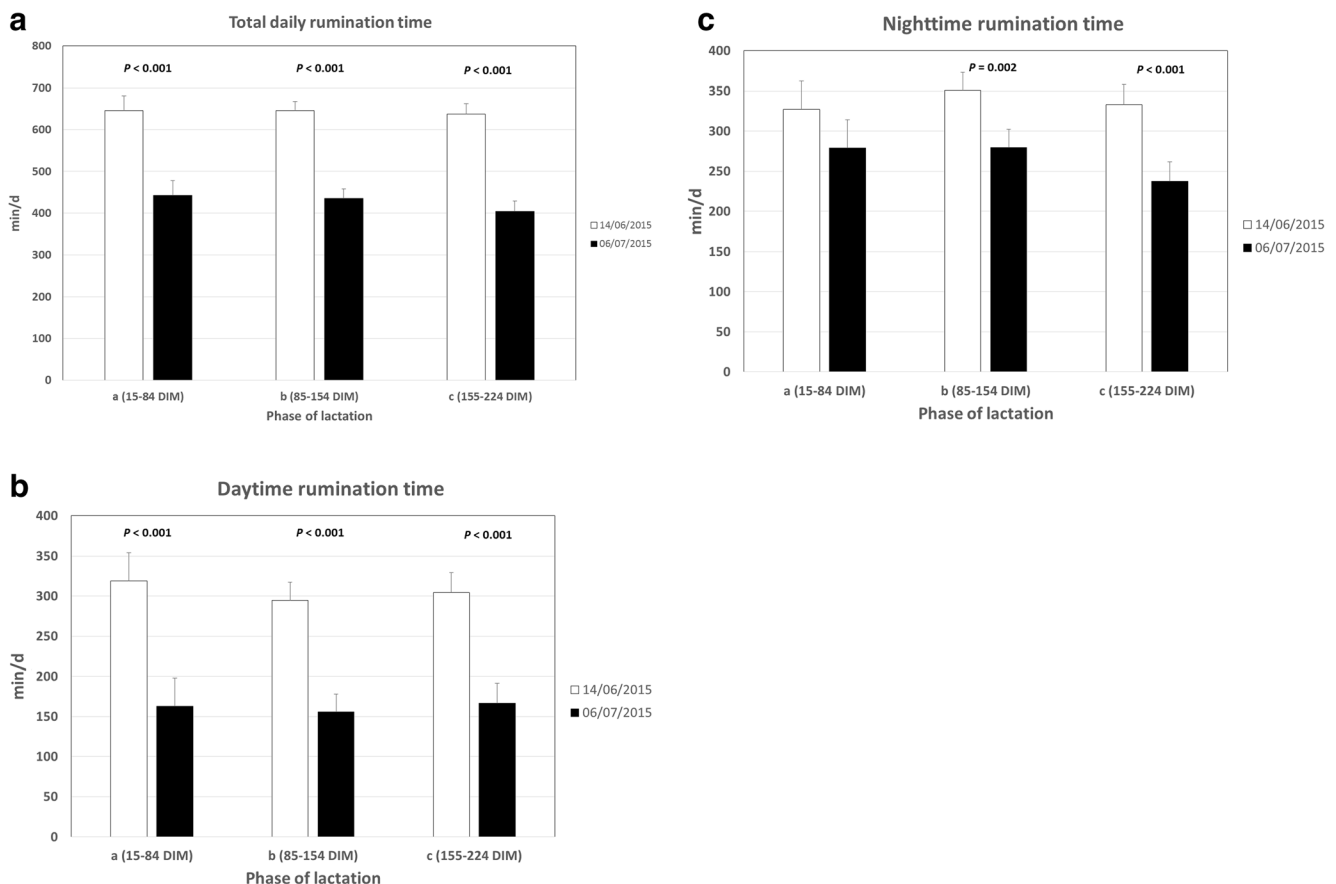 a
Total daily rumination time
800
700
600
500
400
300
200
100
0
min/d
P < 0.001
P < 0.001
P < 0.001
a (15-84 DIM)
b (85-154 DIM)
c (155-224 DIM)
Phase of lactation
14/06/2015
06/07/2015
b
Daytime rumination time
400
350
300
250
200
150
100
50
0
min/d
P < 0.001
P < 0.001
P < 0.001
a (15-84 DIM)
b (85-154 DIM)
c (155-224 DIM)
Phase of lactation
14/06/2015
06/07/2015
c
Nighttime rumination time
400
350
300
250
200
150
100
50
0
min/d
P = 0.002
P < 0.001
a (15-84 DIM)
b (85-154 DIM)
c (155-224 DIM)
Phase of lactation
14/06/2015
06/07/2015